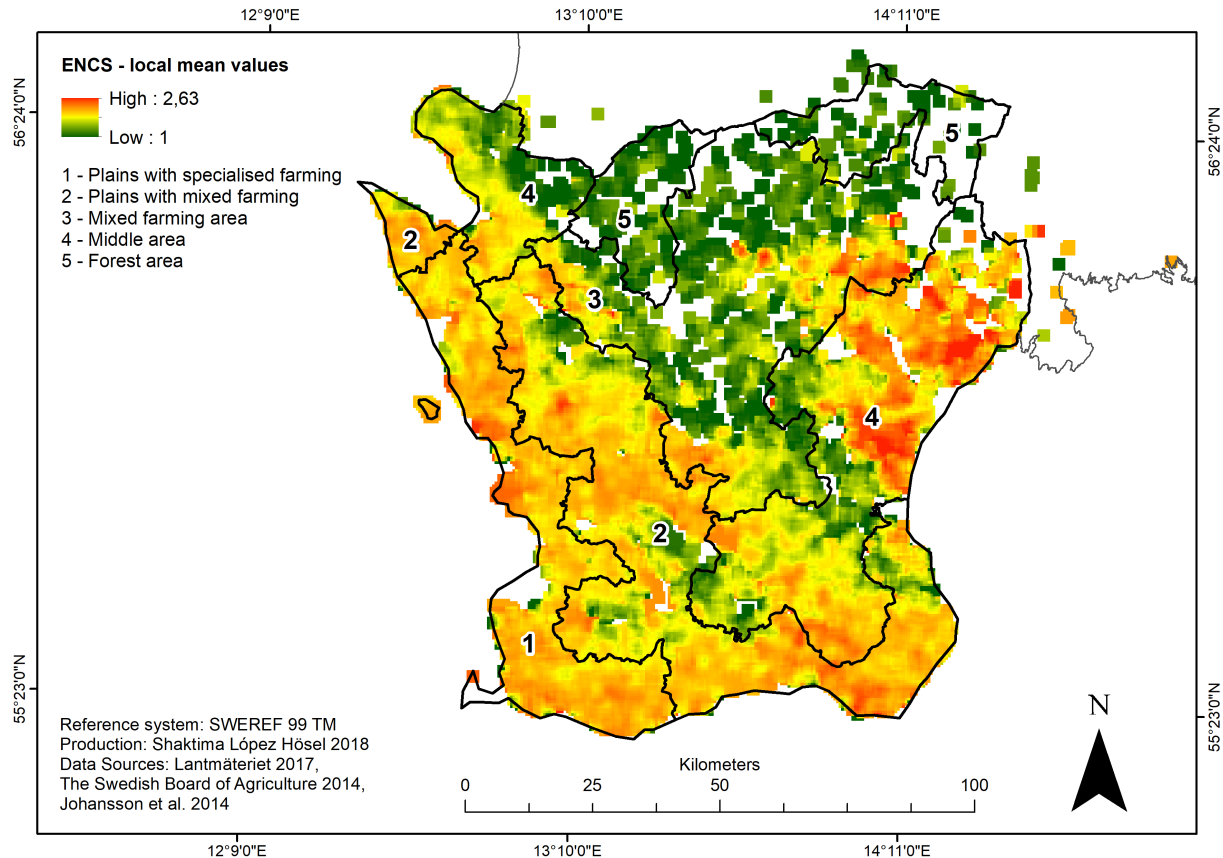 12°9'0"E 13°10'0"E 14°11'0"E
56°24'0"N
56°24'0"N
ENCS - local mean values
High : 2,63
Low : 1
1 - Plains with specialised farming
2 - Plains with mixed farming
3 - Mixed farming area
4 - Middle area
5 - Forest area
5
4
5
2
3
4
2
1
55°23'0"N
55°23'0"N
N
Reference system: SWEREF 99 TM
Production: Shaktima López Hösel 2018
Data Sources: Lantmäteriet 2017,
The Swedish Board of Agriculture 2014,
Johansson et al. 2014
Kilometers
0 25 50 100
12°9'0"E 13°10'0"E 14°11'0"E